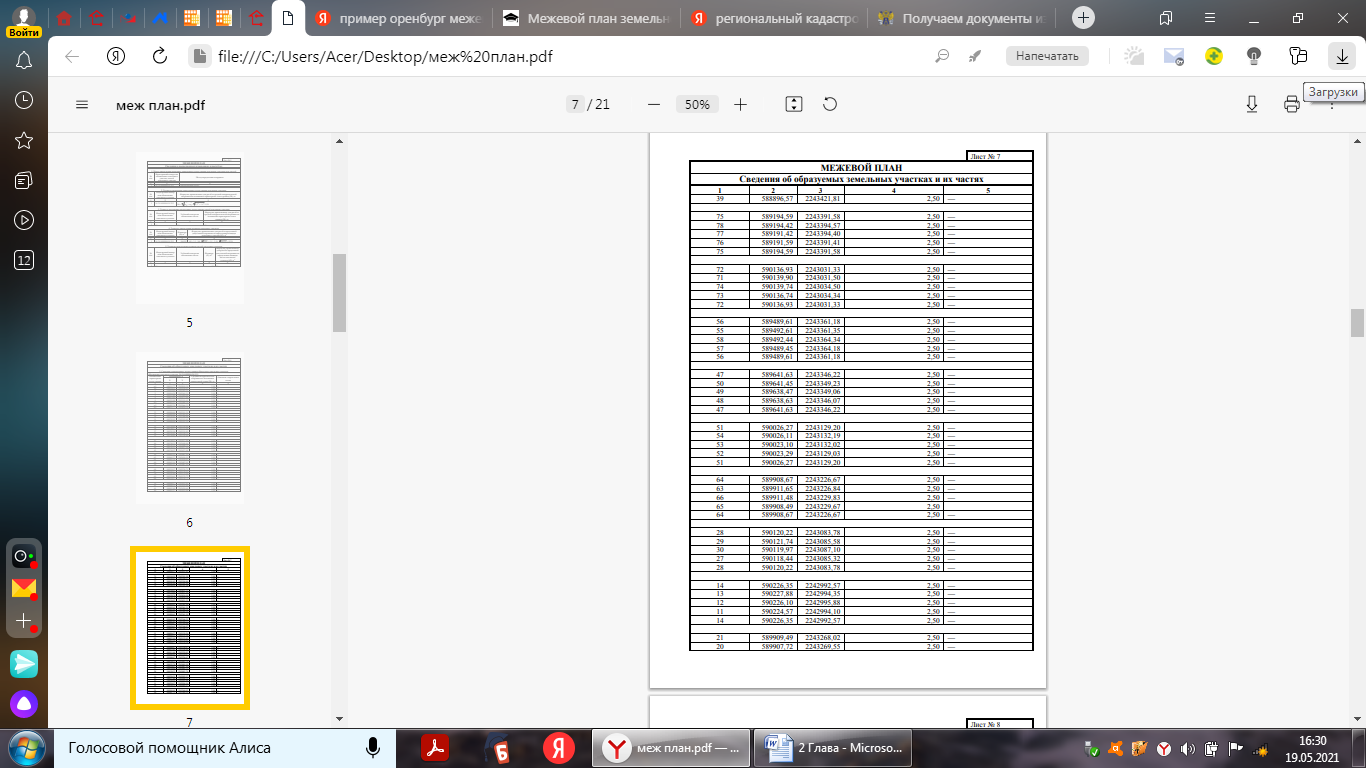 пример оренбург меже
Межевой план земельн
региональный кадастро
Получаем документы и
Войти
file:///C:/Users/Acer/Desktop/меж%20план.pdf
Напечатать
Загрузки
меж план.pdf
7 / 21
50%
12
5
6
7
Лист № 7
МЕЖЕВОЙ ПЛАН
Сведения об образуемых земельных участках и их частях
1 2 3 4 5
39 588896,57 2243421,81 2,50 —
75 589194,59 2243391,58 2,50 —
78 589194,42 2243394,57 2,50 —
77 589191,42 2243394,40 2,50 —
76 589191,59 2243391,41 2,50 —
75 589194,59 2243391,58 2,50 —
72 590136,93 2243031,33 2,50 —
71 590139,90 2243031,50 2,50 —
74 590139,74 2243034,50 2,50 —
73 590136,74 2243034,34 2,50 —
72 590136,93 2243031,33 2,50 —
56 589489,61 2243361,18 2,50 —
55 589492,61 2243361,35 2,50 —
58 589492,44 2243364,34 2,50 —
57 589489,45 2243364,18 2,50 —
56 589489,61 2243361,18 2,50 —
47 589641,63 2243346,22 2,50 —
50 589641,45 2243349,23 2,50 —
49 589638,47 2243349,06 2,50 —
48 589638,63 2243346,07 2,50 —
47 589641,63 2243346,22 2,50 —
51 590026,27 2243129,20 2,50 —
54 590026,11 2243132,19 2,50 —
53 590023,10 2243132,02 2,50 —
52 590023,29 2243129,03 2,50 —
51 590026,27 2243129,20 2,50 —
64 589908,67 2243226,67 2,50 —
63 589911,65 2243226,84 2,50 —
66 589911,48 2243229,83 2,50 —
65 589908,49 2243229,67 2,50 —
64 589908,67 2243226,67 2,50 —
28 590120,22 2243083,78 2,50 —
29 590121,74 2243085,58 2,50 —
30 590119,97 2243087,10 2,50 —
27 590118,44 2243085,32 2,50 —
28 590120,22 2243083,78 2,50 —
14 590226,35 2242992,57 2,50 —
13 590227,88 2242994,35 2,50 —
12 590226,10 2242995,88 2,50 —
11 590224,57 2242994,10 2,50 —
14 590226,35 2242992,57 2,50 —
21 589909,49 2243268,02 2,50 —
20 589907,72 2243269,55 2,50 —
Лист № 8
Голосовой помощник Алиса
меж план.pdf — ...
2 Глава - Microso...
16:30
19.05.2021